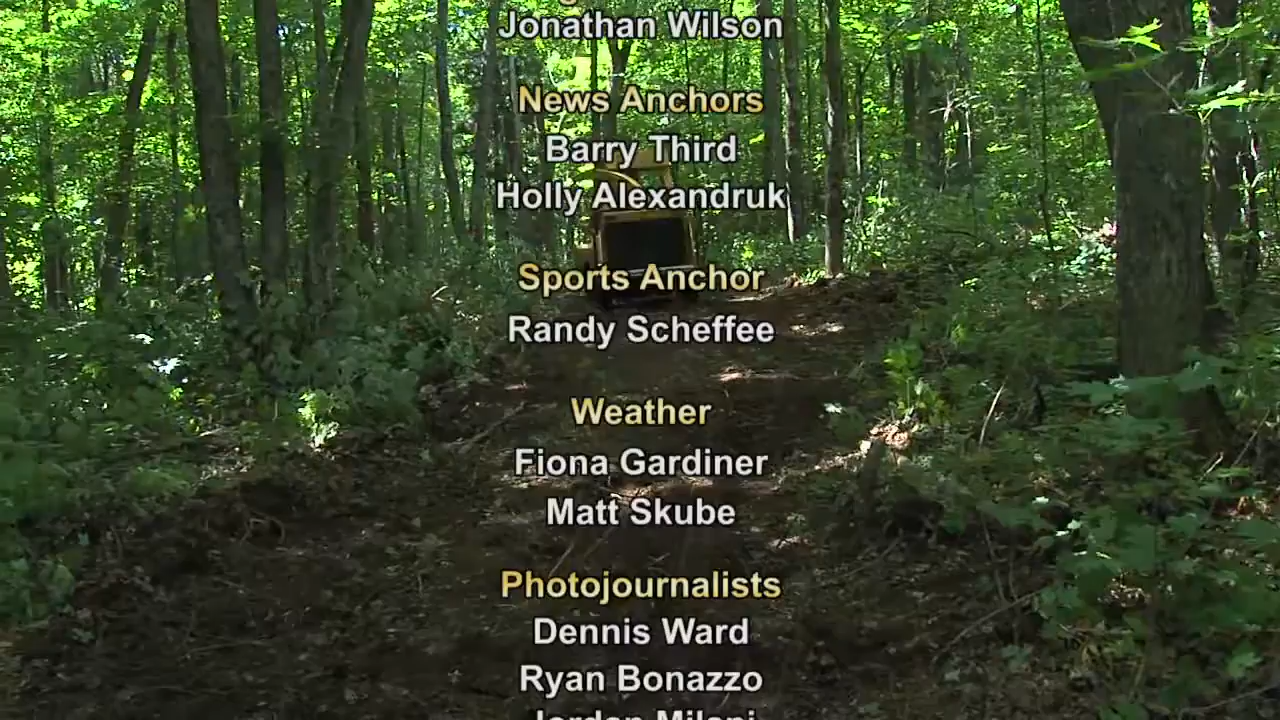 Jonathan Wilson
News Anchors
Barry Third
Holly Alexandruk
Sports Anchor
Randy Scheffee
Weather
Fiona Gardiner
Matt Skube
Photojournalists
Dennis Ward
Ryan Bonazzo